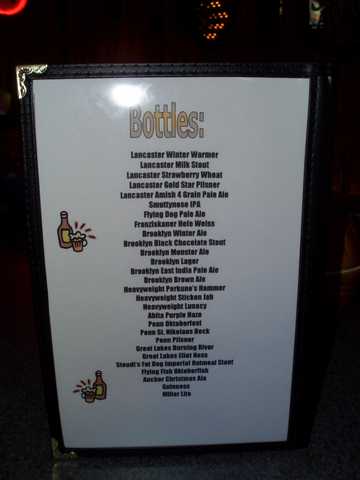 Bottles:
Lancaster Winter Warmer
Lancaster Milk Stout
Lancaster Strawberry Wheat
Lancaster Gold Star Pilsner
Lancaster Amish 4 Grain Pale Ale
Smuttynose IPA
Flying Dog Pale Ale
Franziskaner Hefe Weiss
Brooklyn Winter Ale
Brooklyn Black Chocolate Stout
Brooklyn Monster Ale
Brooklyn Lager
Brooklyn East India Pale Ale
Brooklyn Brown Ale
Heavyweight Perkuno's Hammer
Heavyweight Sticken Jab
Heavyweight Lunacy
Abita Purple Haze
Penn Oktoberfest
Penn St. Nikolaus Bock
Penn Pilsner
Great Lakes Burning River
Great Lakes Eliot Ness
Stoudt's Fat Dog Imperial Oatmeal Stout
Flying Fish Oktoberfish
Anchor Christmas Ale
Guinness
Miller Lite